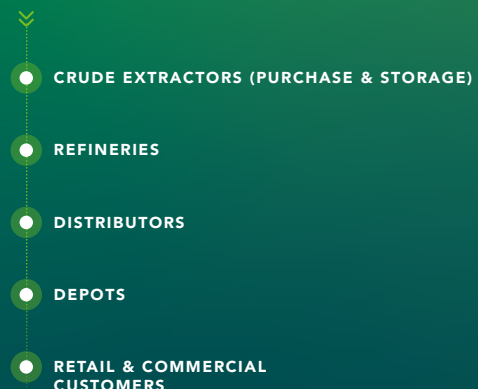 CRUDE EXTRACTORS (PURCHASE & STORAGE)
REFINERIES
DISTRIBUTORS
DEPOTS
RETAIL & COMMERCIAL
CUSTOMERS